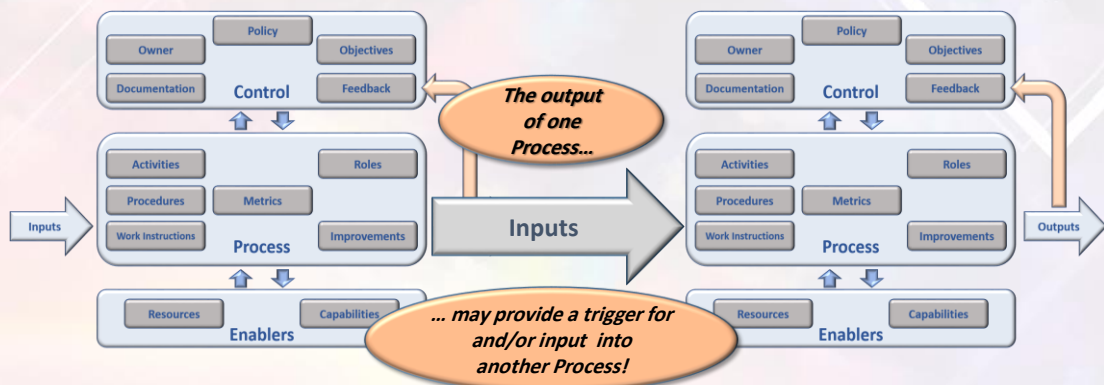 Policy
Owner
Objectives
Documentation
Control
Feedback
Activities
Roles
Procedures
Metrics
Work Instructions
Process
Improvements
Resources
Capabilities
Enablers
Inputs
The output
of one
Process...
Inputs
... may provide a trigger for
and/or input into
another Process!
Policy
Owner
Objectives
Documentation
Control
Feedback
Activities
Roles
Procedures
Metrics
Work Instructions
Process
Improvements
Resources
Capabilities
Enablers
Outputs